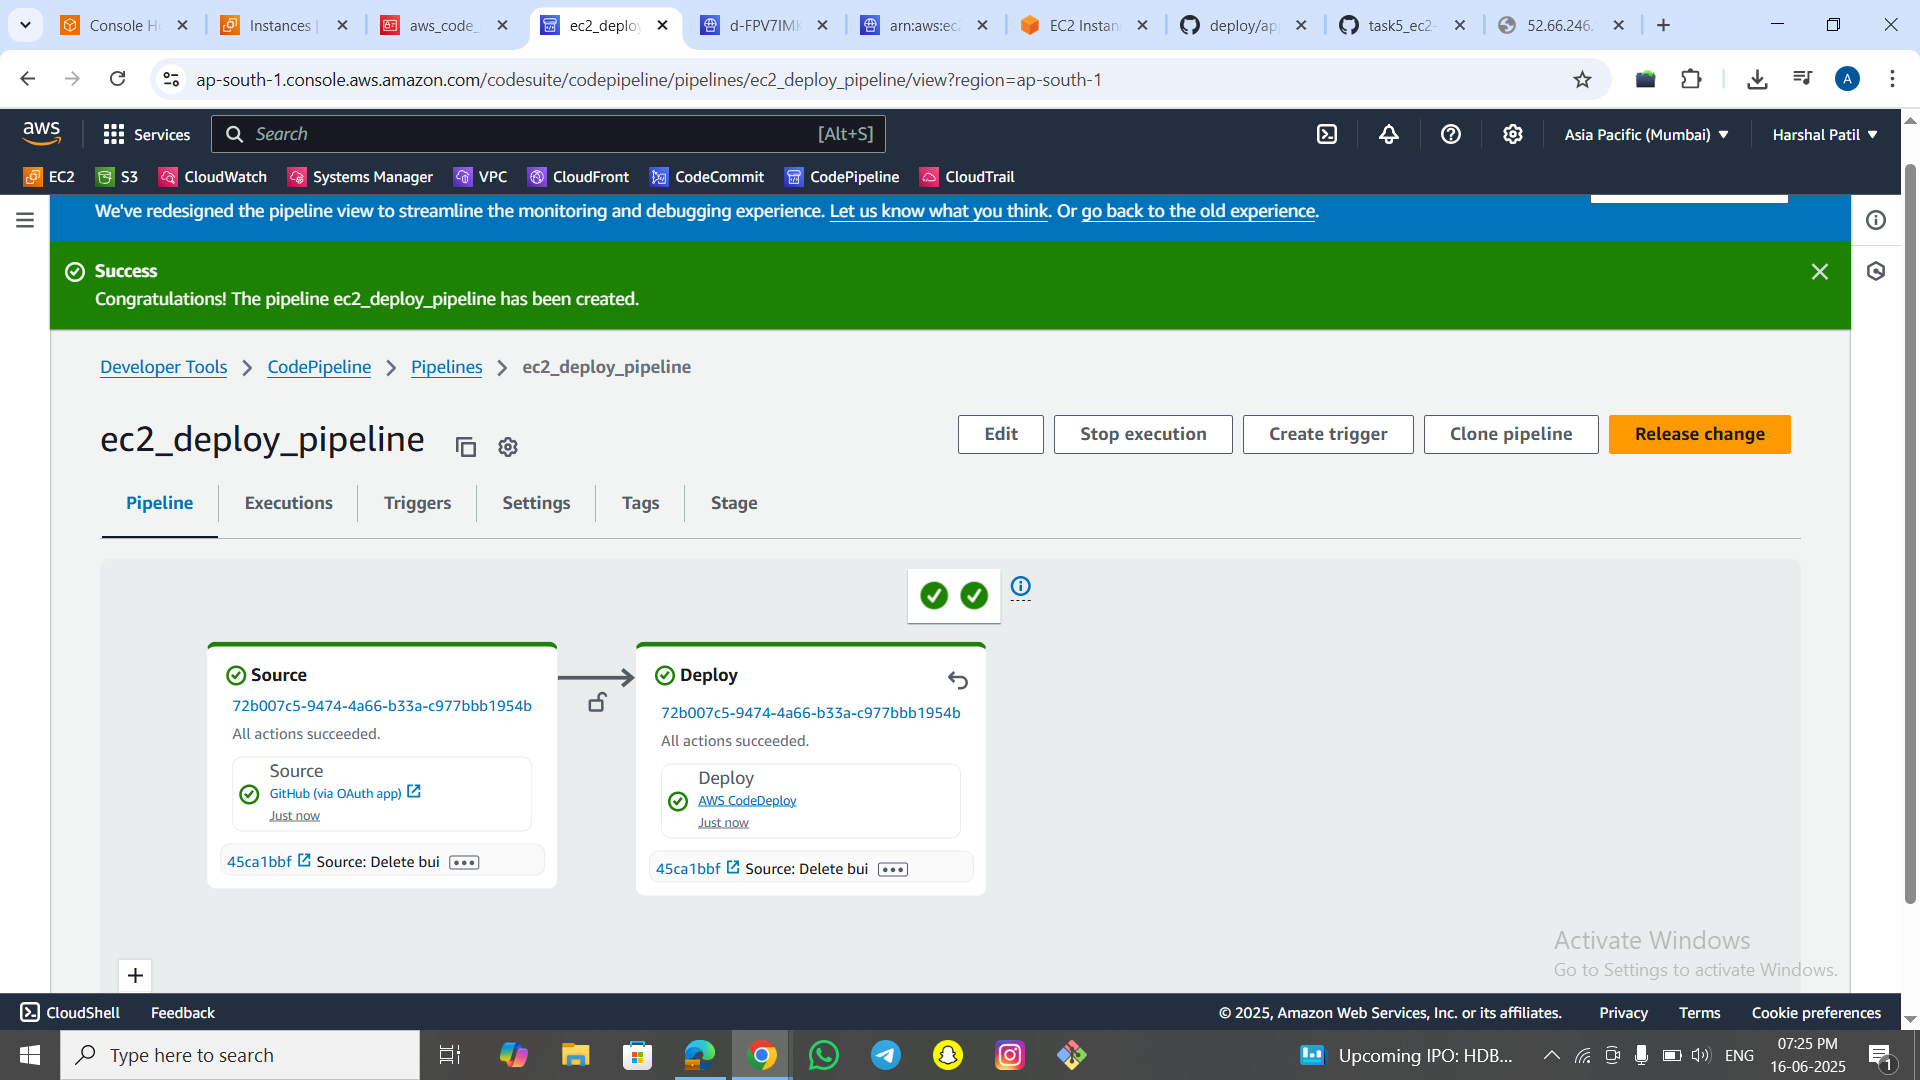 Console H
Instances |
aws_code_
ec2_deplo
d-FPV7IMK
arn:aws:ec
EC2 Instan
deploy/ap
task5_ec2-
52.66.246.
ap-south-1.console.aws.amazon.com/codesuite/codepipeline/pipelines/ec2_deploy_pipeline/view?region=ap-south-1
A
aws
Services
Search
[Alt+S]
Asia Pacific (Mumbai)
Harshal Patil
EC2
S3
CloudWatch
Systems Manager
VPC
CloudFront
CodeCommit
CodePipeline
CloudTrail
We've redesigned the pipeline view to streamline the monitoring and debugging experience. Let us know what you think. Or go back to the old experience.
Success
Congratulations! The pipeline ec2_deploy_pipeline has been created.
Developer Tools
CodePipeline
Pipelines
ec2_deploy_pipeline
ec2_deploy_pipeline
Edit
Stop execution
Create trigger
Clone pipeline
Release change
Pipeline
Executions
Triggers
Settings
Tags
Stage
Source
72b007c5-9474-4a66-b33a-c977bbb1954b
All actions succeeded.
Source
GitHub (via OAuth app)
Just now
45ca1bbf Source: Delete bui
Deploy
72b007c5-9474-4a66-b33a-c977bbb1954b
All actions succeeded.
Deploy
AWS CodeDeploy
Just now
45ca1bbf Source: Delete bui
Activate Windows
Go to Settings to activate Windows.
CloudShell
Feedback
© 2025, Amazon Web Services, Inc. or its affiliates.
Privacy
Terms
Cookie preferences
Type here to search
Upcoming IPO: HDB...
ENG
07:25 PM
16-06-2025
1